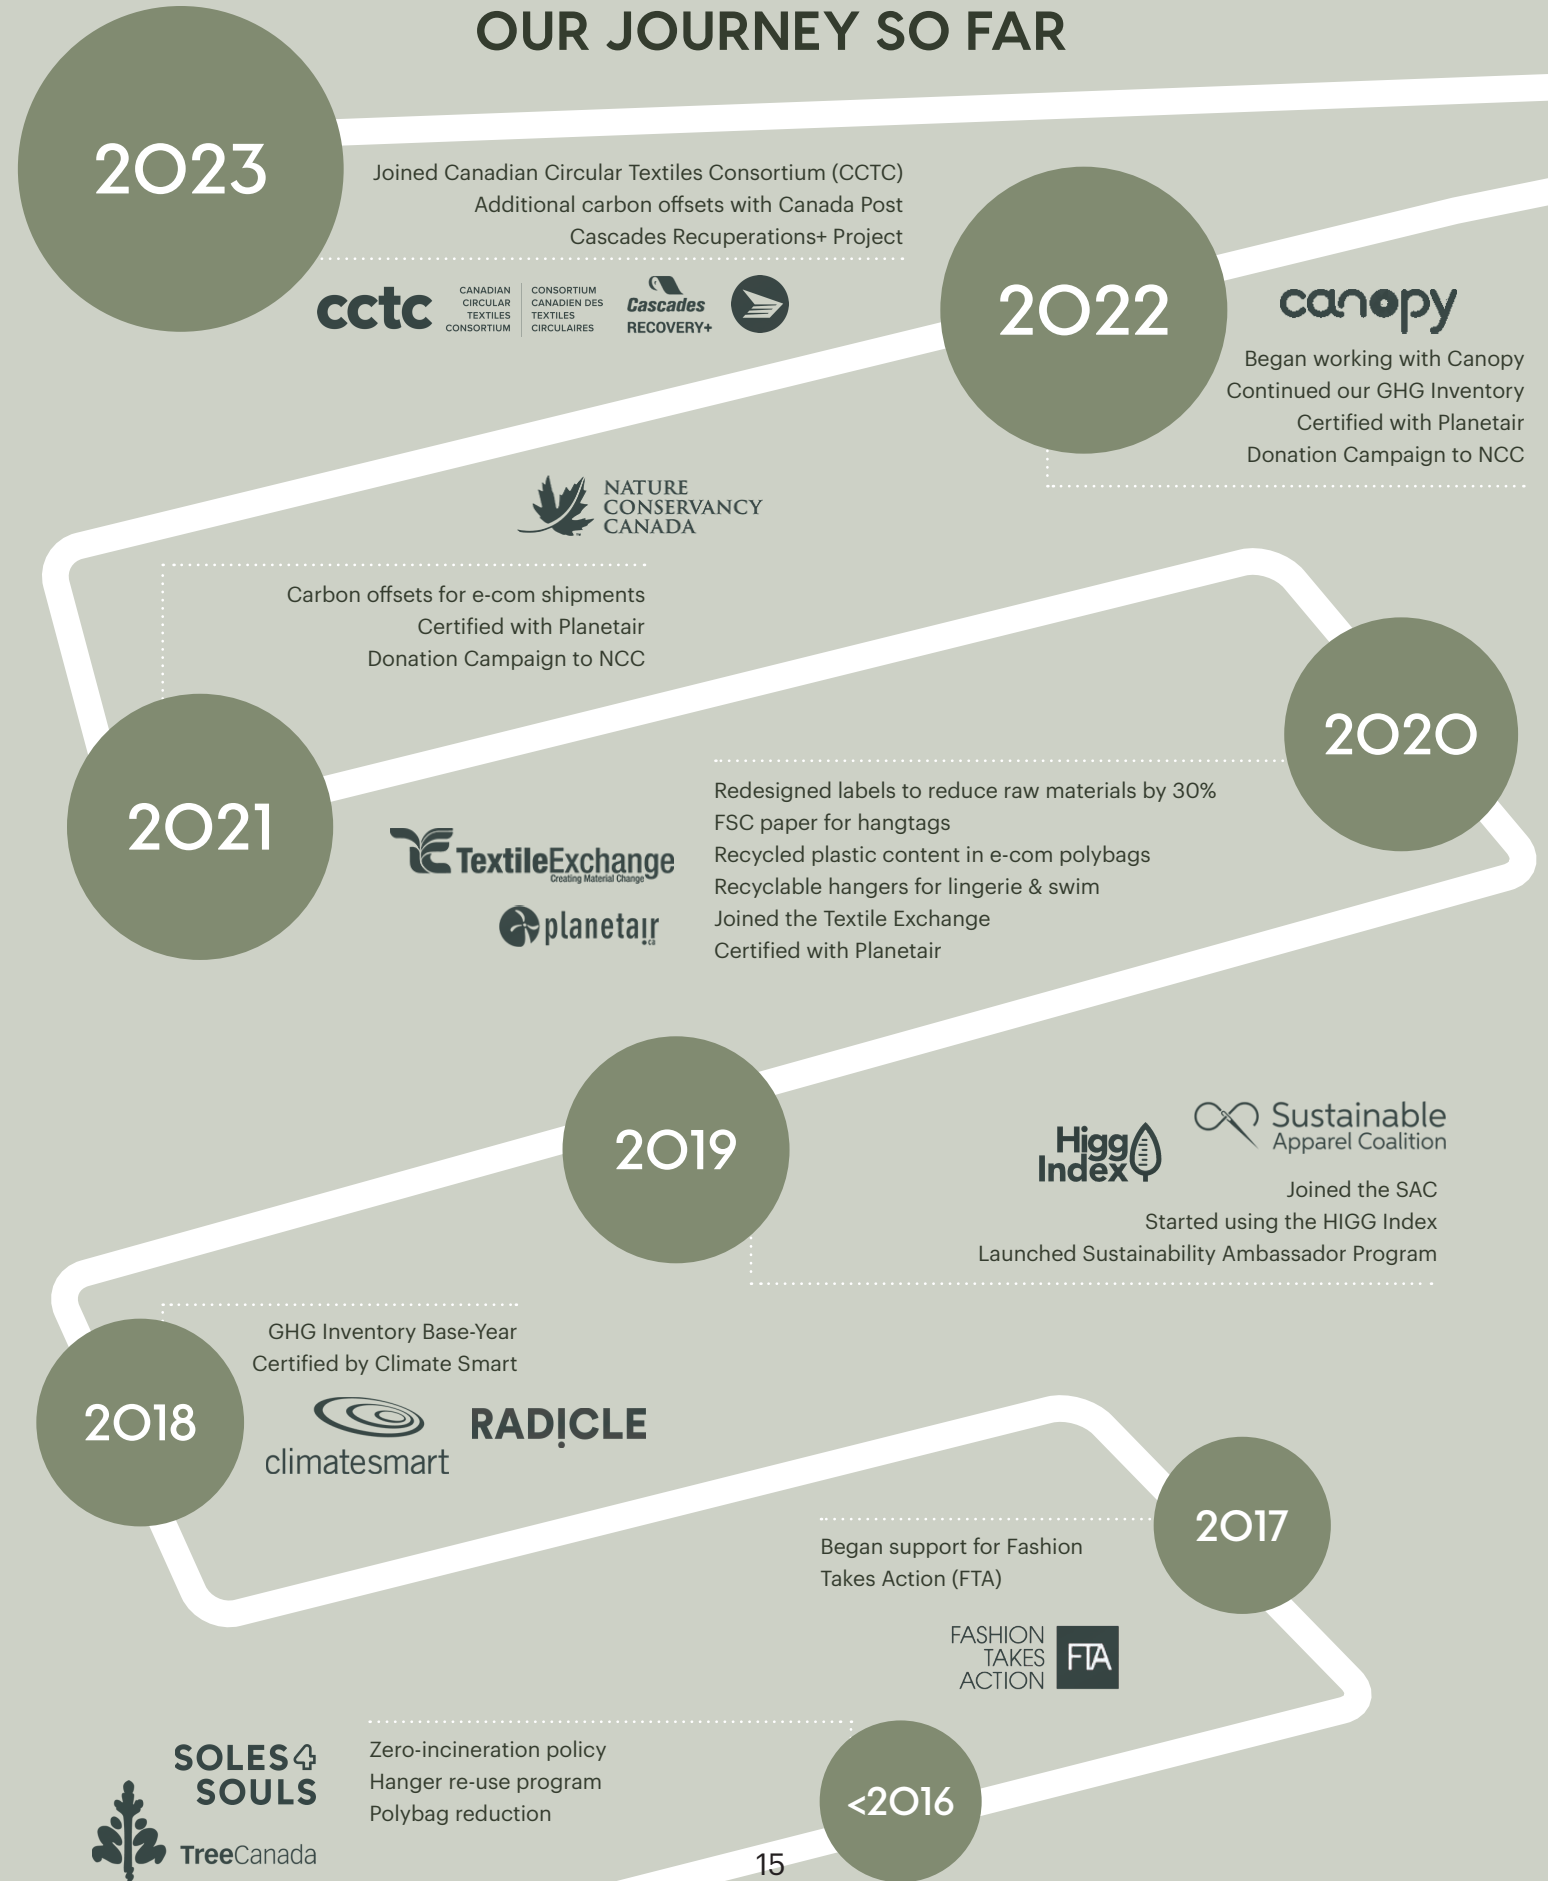 OUR JOURNEY SO FAR
2023
Joined Canadian Circular Textiles Consortium (CCTC)
Additional carbon offsets with Canada Post
Cascades Recuperations+ Project
cctc
CANADIAN
CIRCULAR
TEXTILES
CONSORTIUM
CONSORTIUM
CANADIEN DES
TEXTILES
CIRCULAIRES
Cascades
RECOVERY+
2022
canopy
Began working with Canopy
Continued our GHG Inventory
Certified with Planetair
Donation Campaign to NCC
NATURE
CONSERVANCY
CANADA
Carbon offsets for e-com shipments
Certified with Planetair
Donation Campaign to NCC
2021
2020
Redesigned labels to reduce raw materials by 30%
FSC paper for hangtags
Recycled plastic content in e-com polybags
Recyclable hangers for lingerie & swim
Joined the Textile Exchange
Certified with Planetair
TextileExchange
Creating Material Change
planetair
.ca
2019
Higg
Index
Sustainable
Apparel Coalition
Joined the SAC
Started using the HIGG Index
Launched Sustainability Ambassador Program
2018
GHG Inventory Base-Year
Certified by Climate Smart
climatesmart
RADICLE
2017
Began support for Fashion
Takes Action (FTA)
FASHION
TAKES
ACTION
FTA
<2016
Zero-incineration policy
Hanger re-use program
Polybag reduction
SOLES4
SOULS
TreeCanada
15